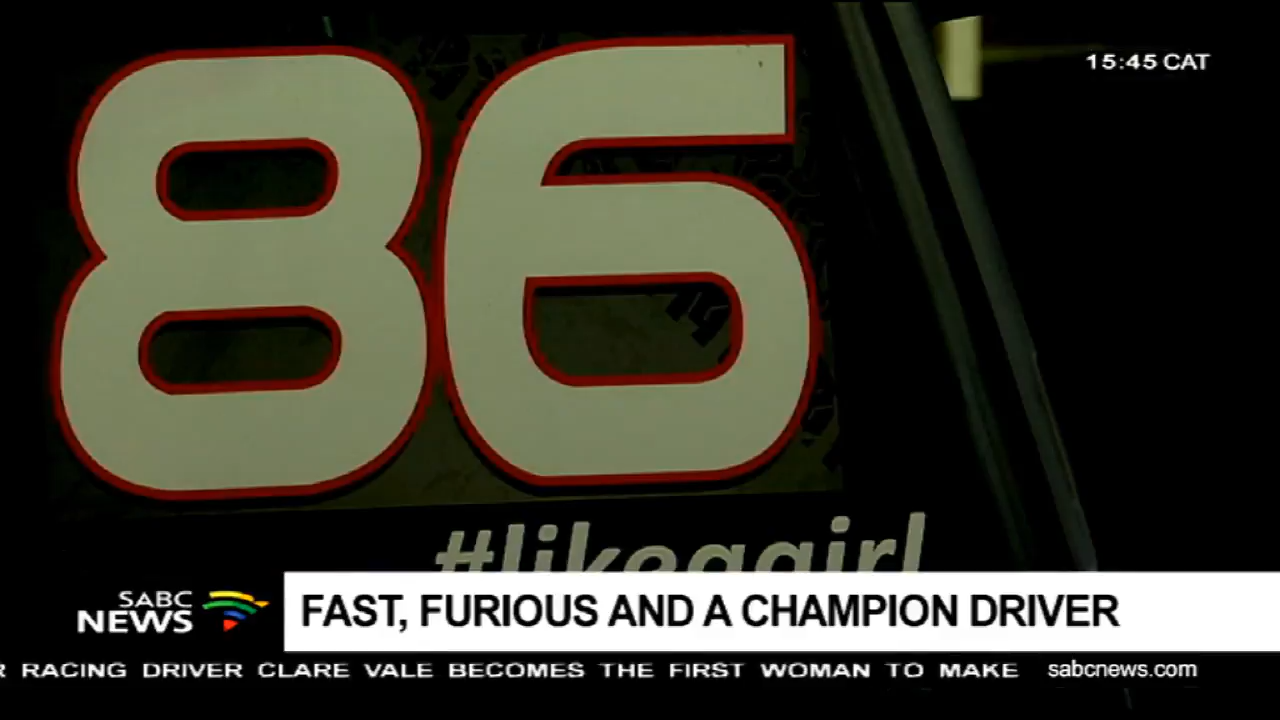 86
15:45 CAT
#likeagirl
SABC
NEWS
FAST, FURIOUS AND A CHAMPION DRIVER
R RACING DRIVER CLARE VALE BECOMES THE FIRST WOMAN TO MAKE
sabcnews.com